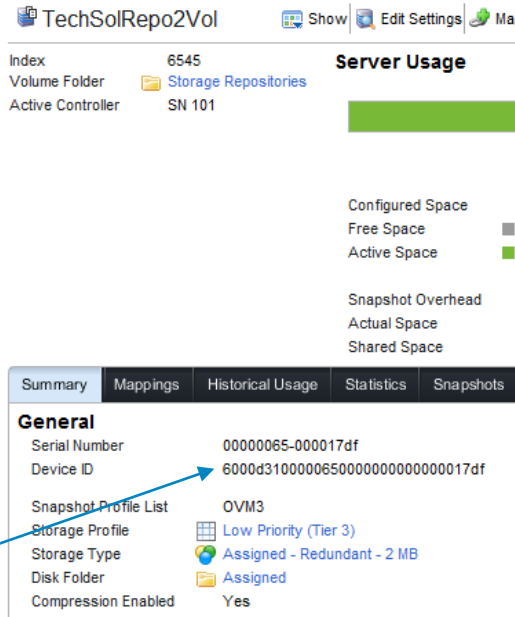 TechSolRepo2Vol Show Edit Settings Ma
Index 6545
Volume Folder Storage Repositories
Active Controller SN 101
Server Usage
Configured Space
Free Space
Active Space
Snapshot Overhead
Actual Space
Shared Space
Summary Mappings Historical Usage Statistics Snapshots
General
Serial Number 00000065-000017df
Device ID 6000d3100000650000000000000017df
Snapshot Profile List OVM3
Storage Profile Low Priority (Tier 3)
Storage Type Assigned - Redundant - 2 MB
Disk Folder Assigned
Compression Enabled Yes